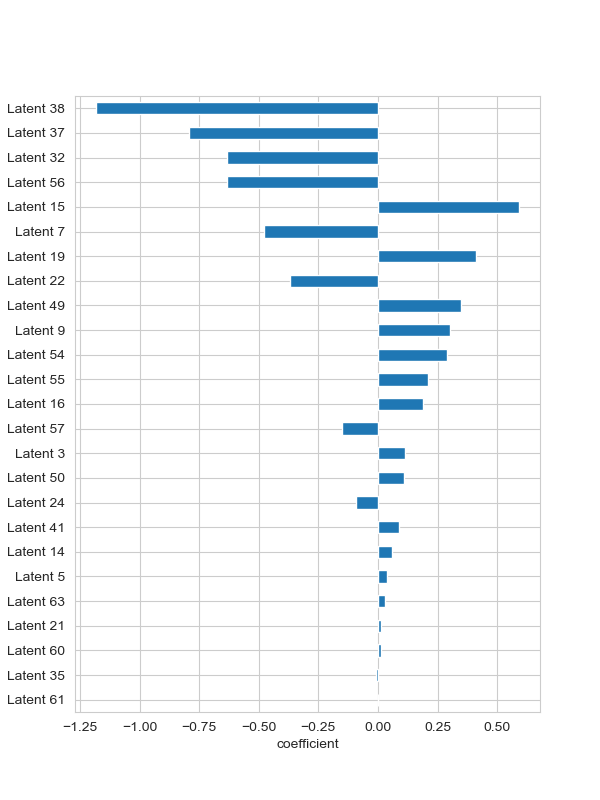 Latent 38
Latent 37
Latent 32
Latent 56
Latent 15
Latent 7
Latent 19
Latent 22
Latent 49
Latent 9
Latent 54
Latent 55
Latent 16
Latent 57
Latent 3
Latent 50
Latent 24
Latent 41
Latent 14
Latent 5
Latent 63
Latent 21
Latent 60
Latent 35
Latent 61
−1.25 −1.00 −0.75 −0.50 −0.25 0.00 0.25 0.50
coefficient